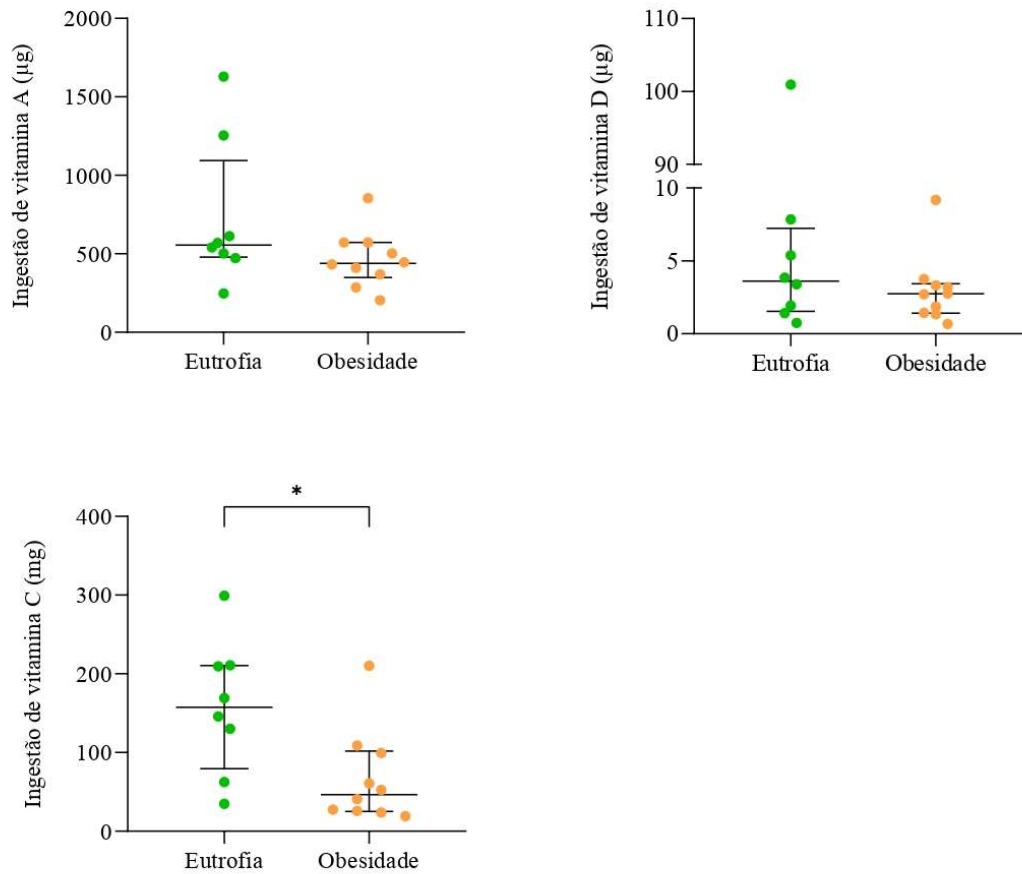 Ingestão de vitamina A (µg)
2000
1500
1000
500
0
Eutrofia Obesidade
Ingestão de vitamina D (µg)
110
100
90
10
5
0
Eutrofia Obesidade
Ingestão de vitamina C (mg)
*
400
300
200
100
0
Eutrofia Obesidade